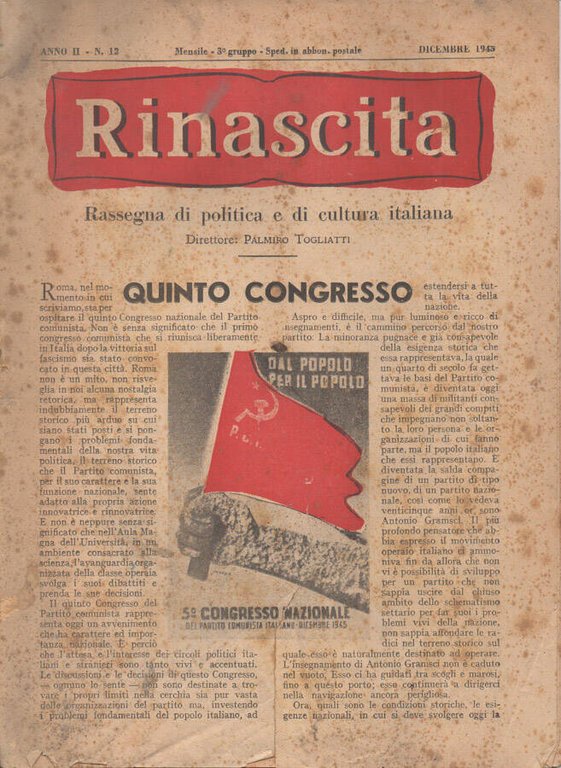 ANNO II - N. 12
Mensile - 3º gruppo - Sped. in abbon. postale
DICEMBRE 1945
Rinascita
Rassegna di politica e di cultura italiana
Direttore: PALMIRO TOGLIATTI
QUINTO CONGRESSO
Roma, nel mo-
mento in cui
scriviamo, sta per
ospitare il quinto Congresso nazionale del Partito
comunista. Non è senza significato che il primo
congresso comunista che si riunisca liberamente
in Italia dopo la vittoria sul
fascismo sia stato convo-
cato in questa città. Roma
non è un mito, non risve-
glia in noi alcuna nostalgia
retorica, ma rappresenta
indubbiamente il terreno
storico più arduo su cui
siano stati posti e si pon-
gano i problemi fonda-
mentali della nostra vita
politica, il terreno storico
che il Partito comunista,
per il suo carattere e la sua
funzione nazionale, sente
adatto alla propria azione
innovatrice e rinnovatrice.
E non è neppure senza si-
gnificato che nell'Aula Ma-
gna dell'Università, in un
ambiente consacrato alla
scienza, l'avanguardia orga-
nizzata della classe operaia
svolga i suoi dibattiti e
prenda le sue decisioni.
Il quinto Congresso del
Partito comunista rappre-
senta oggi un avvenimento
che ha carattere ed impor-
tanza nazionale. È perciò
che l'attesa e l'interesse dei circoli politici ita-
liani e stranieri sono tanto vivi e accentuati.
Le discussioni e le decisioni di questo Congresso,
— ognuno lo sente — non sono destinate a tro-
vare i propri limiti nella cerchia sia pur vasta
delle organizzazioni del partito ma, investendo
i problemi fondamentali del popolo italiano, ad
estendersi a tut-
ta la vita della
nazione.
Aspro e difficile, ma pur luminoso e ricco di
insegnamenti, è il cammino percorso dal nostro
partito. La minoranza pugnace e già consapevole
della esigenza storica che
essa rappresentava, la quale
un quarto di secolo fa get-
tava le basi del Partito co-
munista, è diventata oggi
una massa di militanti con-
sapevoli dei grandi compiti
che impegnano non soltan-
to la loro persona e le or-
ganizzazioni di cui fanno
parte, ma il popolo italiano
che essi rappresentano. È
diventata la salda compa-
gine di un partito di tipo
nuovo, di un partito nazio-
nale, così come lo vedeva
venticinque anni or sono
Antonio Gramsci. Il più
profondo pensatore che ab-
bia espresso il movimento
operaio italiano ci ammo-
niva fin da allora che non
vi è possibilità di sviluppo
per un partito che non
sappia uscire dal chiuso
ambito dello schematismo
settario per far suoi i pro-
blemi vivi della nazione,
non sappia affondare le ra-
dici nel terreno storico sul
quale esso è naturalmente destinato ad operare.
L'insegnamento di Antonio Gramsci non è caduto
nel vuoto. Esso ci ha guidati tra scogli e marosi,
fino a questo porto; esso continuerà a dirigerci
nella navigazione ancora perigliosa.
Ora, quali sono le condizioni storiche, le esi-
genze nazionali, in cui si deve svolgere oggi la
DAL POPOLO
PER IL POPOLO
P.C.I.
5º CONGRESSO NAZIONALE
DEL PARTITO COMUNISTA ITALIANO - DICEMBRE 1945